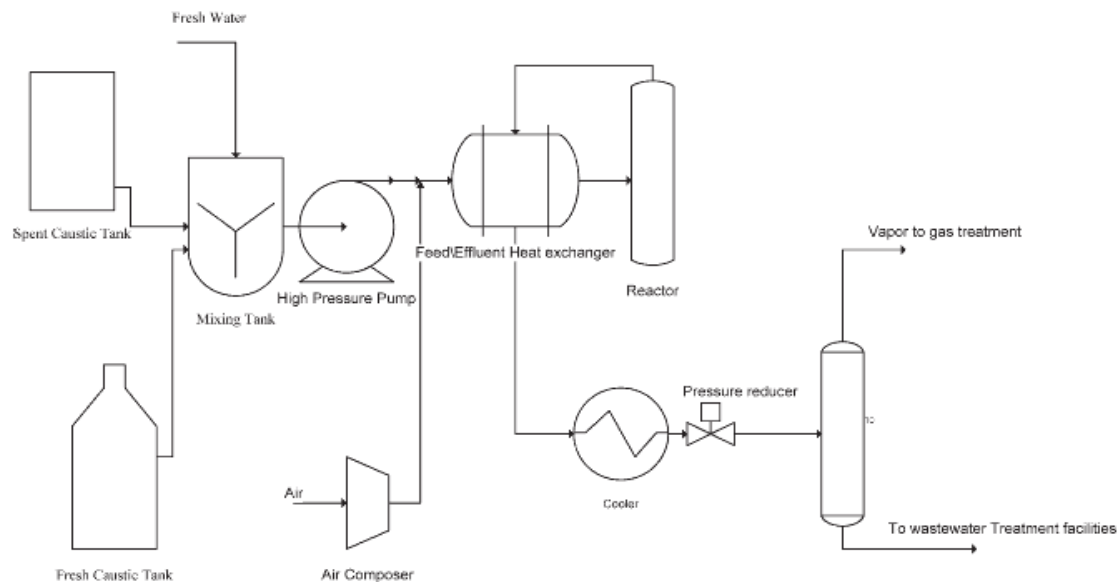 Fresh Water
Spent Caustic Tank
Feed\Effluent Heat exchanger
Vapor to gas treatment
High Pressure Pump
Reactor
Mixing Tank
Pressure reducer
Air
Cooler
To wastewater Treatment facilities
Fresh Caustic Tank
Air Composer